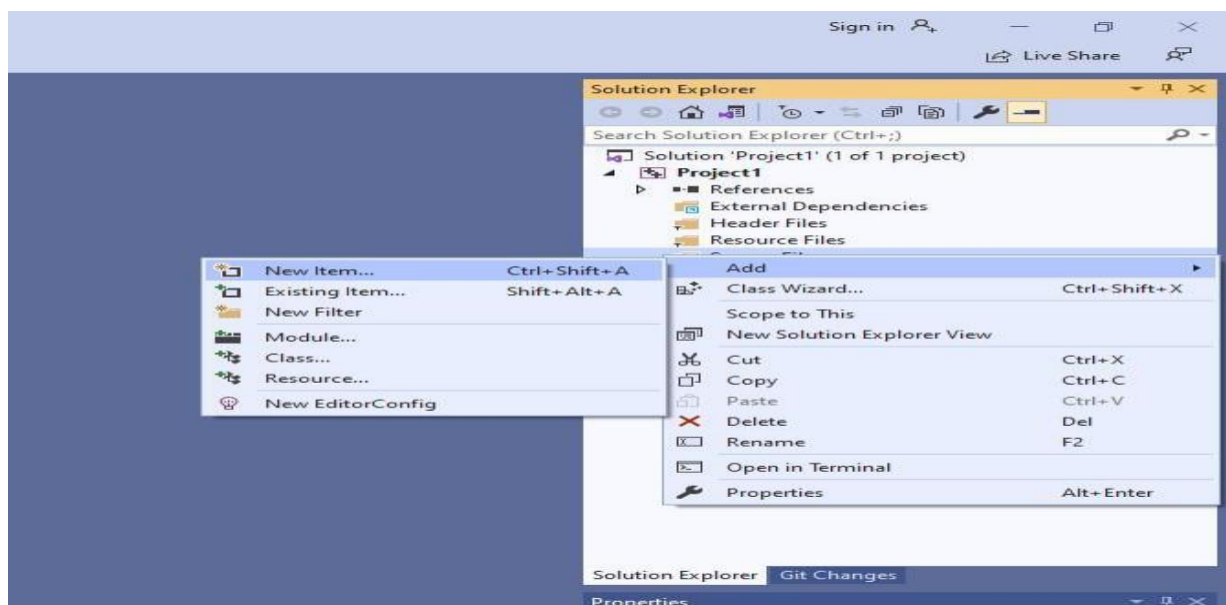 Sign in
Live Share
Solution Explorer
Search Solution Explorer (Ctrl+;)
Solution 'Project1' (1 of 1 project)
Project1
References
External Dependencies
Header Files
Resource Files
New Item... Ctrl+Shift+A
Existing Item... Shift+Alt+A
New Filter
Module...
Class...
Resource...
New EditorConfig
Add
Class Wizard... Ctrl+Shift+X
Scope to This
New Solution Explorer View
Cut Ctrl+X
Copy Ctrl+C
Paste Ctrl+V
Delete Del
Rename F2
Open in Terminal
Properties Alt+Enter
Solution Explorer Git Changes
Properties